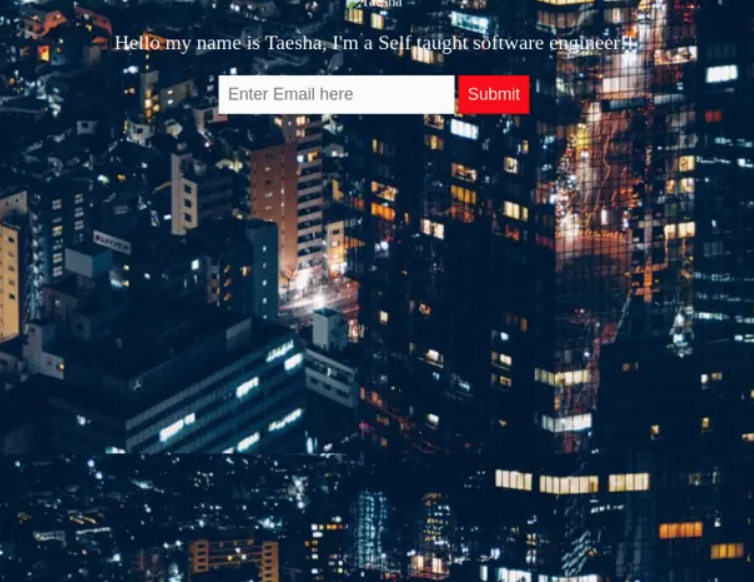 Taesha
Hello my name is Taesha, I'm a Self taught software engineer!!
Enter Email here
Submit